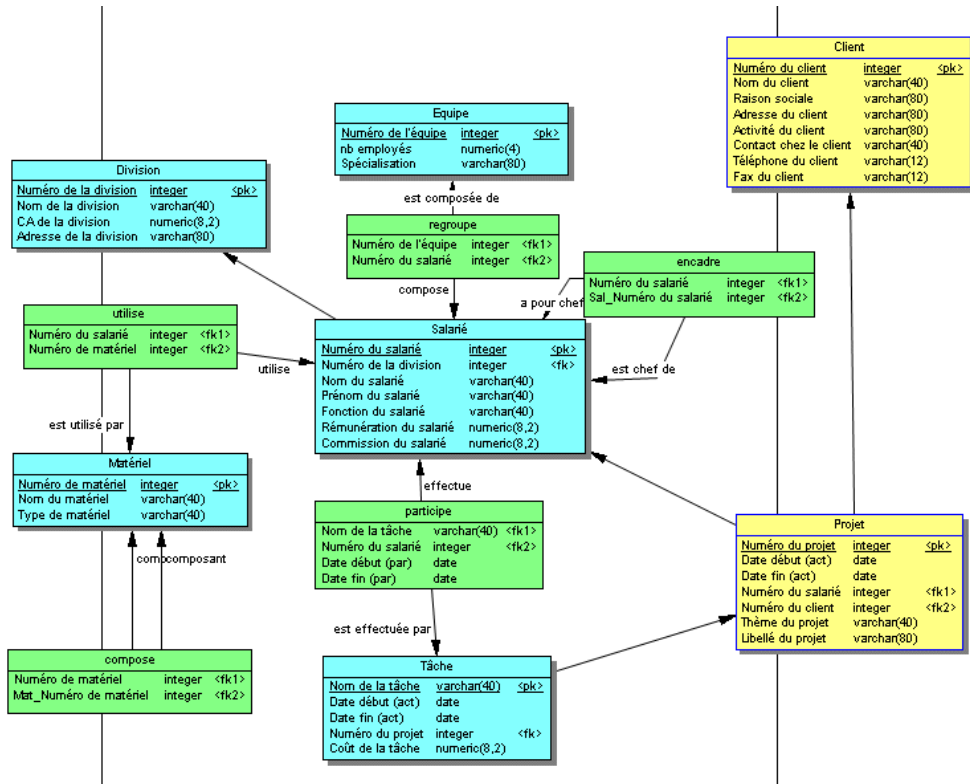 Client
Numéro du client integer <pk>
Nom du client varchar(40)
Raison sociale varchar(80)
Adresse du client varchar(80)
Activité du client varchar(80)
Contact chez le client varchar(40)
Téléphone du client varchar(12)
Fax du client varchar(12)
Equipe
Numéro de l'équipe integer <pk>
nb employés numeric(4)
Spécialisation varchar(80)
Division
Numéro de la division integer <pk>
Nom de la division varchar(40)
CA de la division numeric(8,2)
Adresse de la division varchar(80)
est composée de
regroupe
Numéro de l'équipe integer <fk1>
Numéro du salarié integer <fk2>
compose
encadre
Numéro du salarié integer <fk1>
Sal_Numéro du salarié integer <fk2>
a pour chef
est chef de
utilise
Numéro du salarié integer <fk1>
Numéro de matériel integer <fk2>
utilise
est utilisé par
Salarié
Numéro du salarié integer <pk>
Numéro de la division integer <fk>
Nom du salarié varchar(40)
Prénom du salarié varchar(40)
Fonction du salarié varchar(40)
Rémunération du salarié numeric(8,2)
Commission du salarié numeric(8,2)
Matériel
Numéro de matériel integer <pk>
Nom du matériel varchar(40)
Type de matériel varchar(40)
composant
effectue
participe
Nom de la tâche varchar(40) <fk1>
Numéro du salarié integer <fk2>
Date début (par) date
Date fin (par) date
est effectuée par
Projet
Numéro du projet integer <pk>
Date début (act) date
Date fin (act) date
Numéro du salarié integer <fk1>
Numéro du client integer <fk2>
Thème du projet varchar(40)
Libellé du projet varchar(80)
compose
Numéro de matériel integer <fk1>
Mat_Numéro de matériel integer <fk2>
Tâche
Nom de la tâche varchar(40) <pk>
Date début (act) date
Date fin (act) date
Numéro du projet integer <fk>
Coût de la tâche numeric(8,2)